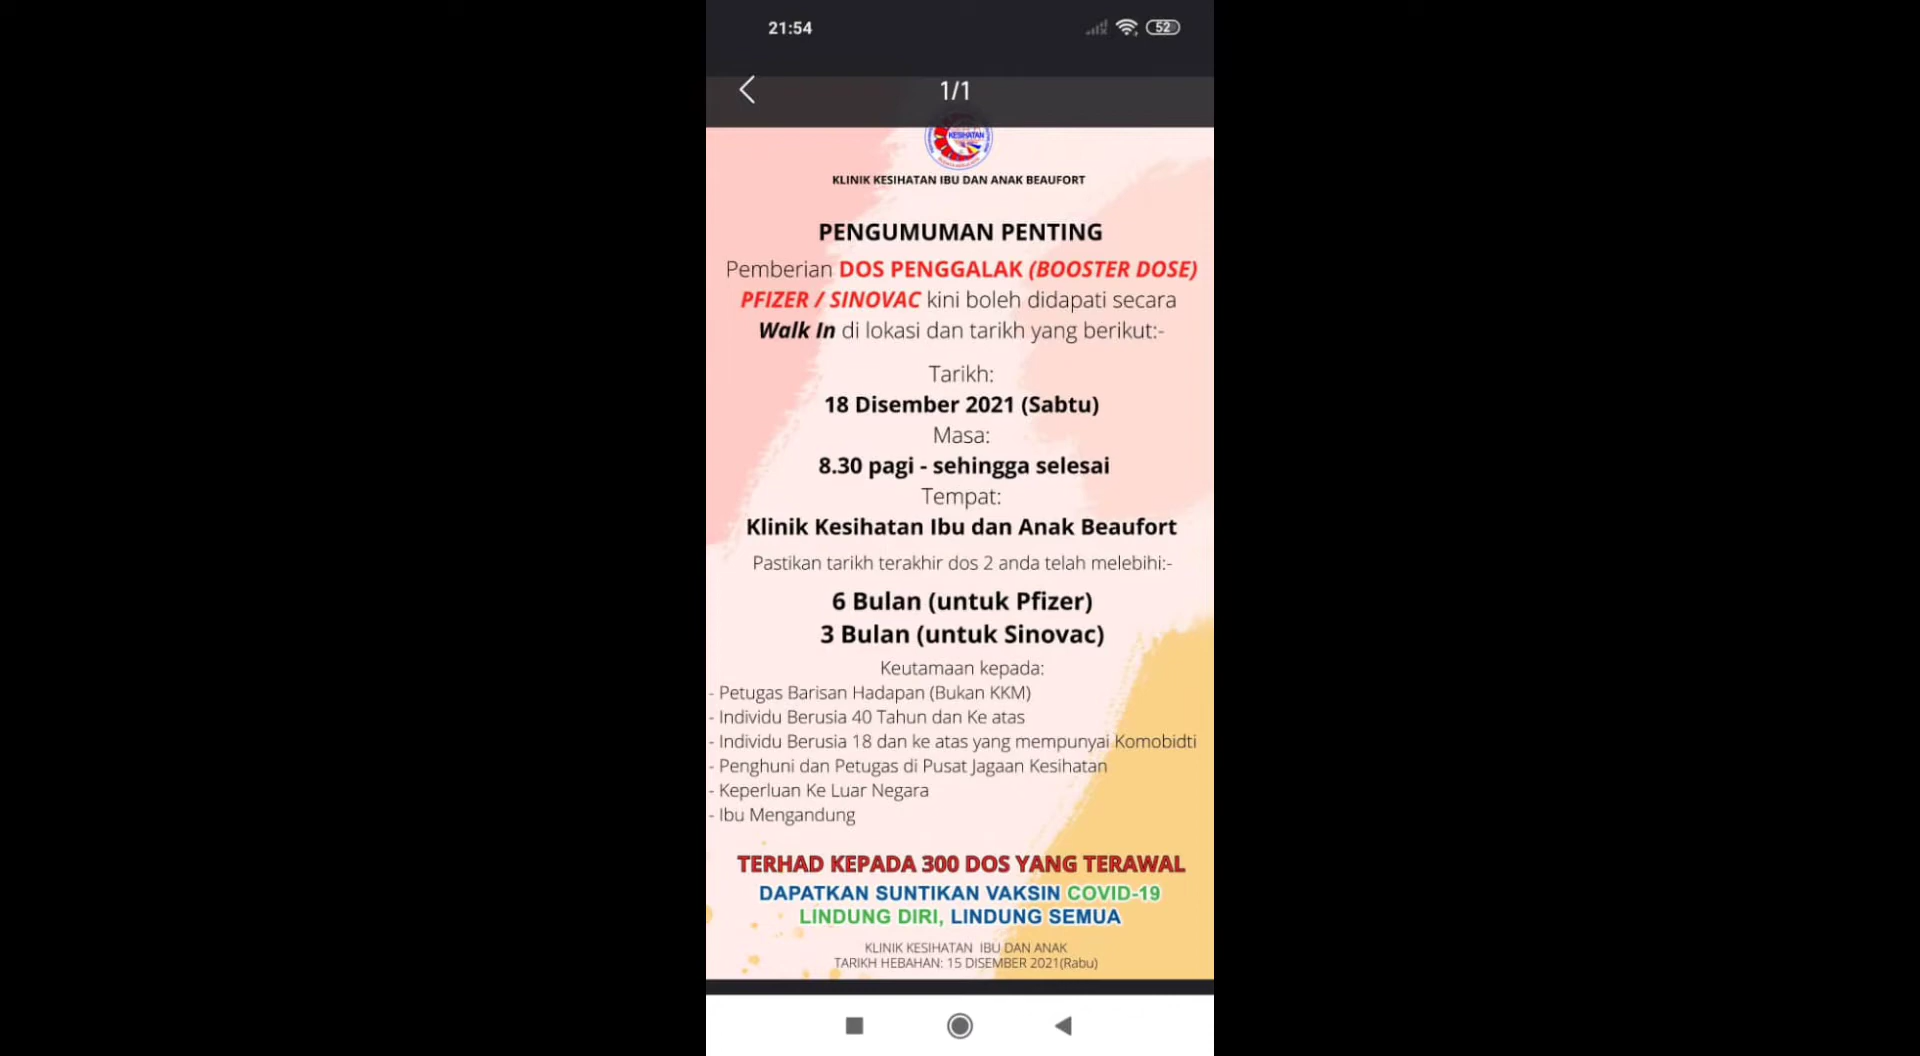 21:54
52
1/1
KESIHATAN
KLINIK KESIHATAN IBU DAN ANAK BEAUFORT
PENGUMUMAN PENTING
Pemberian DOS PENGGALAK (BOOSTER DOSE)
PFIZER / SINOVAC kini boleh didapati secara
Walk In di lokasi dan tarikh yang berikut:-
Tarikh:
18 Disember 2021 (Sabtu)
Masa:
8.30 pagi - sehingga selesai
Tempat:
Klinik Kesihatan Ibu dan Anak Beaufort
Pastikan tarikh terakhir dos 2 anda telah melebihi:-
6 Bulan (untuk Pfizer)
3 Bulan (untuk Sinovac)
Keutamaan kepada:
- Petugas Barisan Hadapan (Bukan KKM)
- Individu Berusia 40 Tahun dan Ke atas
- Individu Berusia 18 dan ke atas yang mempunyai Komobidti
- Penghuni dan Petugas di Pusat Jagaan Kesihatan
- Keperluan Ke Luar Negara
- Ibu Mengandung
TERHAD KEPADA 300 DOS YANG TERAWAL
DAPATKAN SUNTIKAN VAKSIN COVID-19
LINDUNG DIRI, LINDUNG SEMUA
KLINIK KESIHATAN IBU DAN ANAK
TARIKH HEBAHAN: 15 DISEMBER 2021(Rabu)